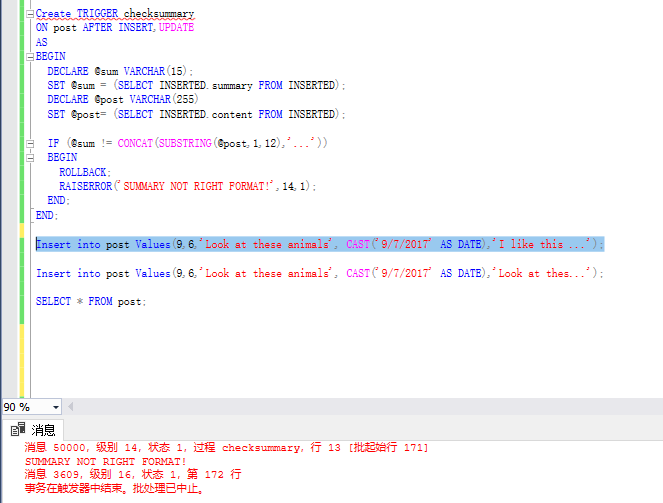 Create TRIGGER checksummary
ON post AFTER INSERT,UPDATE
AS
BEGIN
DECLARE @sum VARCHAR(15);
SET @sum = (SELECT INSERTED.summary FROM INSERTED);
DECLARE @post VARCHAR(255)
SET @post= (SELECT INSERTED.content FROM INSERTED);
IF (@sum != CONCAT(SUBSTRING(@post,1,12),'...'))
BEGIN
ROLLBACK;
RAISERROR('SUMMARY NOT RIGHT FORMAT!',14,1);
END;
END;
Insert into post Values(9,6,'Look at these animals', CAST('9/7/2017' AS DATE),'I like this ...');
Insert into post Values(9,6,'Look at these animals', CAST('9/7/2017' AS DATE),'Look at thes...');
SELECT * FROM post;
90 %
消息
消息 50000，级别 14，状态 1，过程 checksummary，行 13 [批起始行 171]
SUMMARY NOT RIGHT FORMAT!
消息 3609，级别 16，状态 1，第 172 行
事务在触发器中结束。批处理已中止。